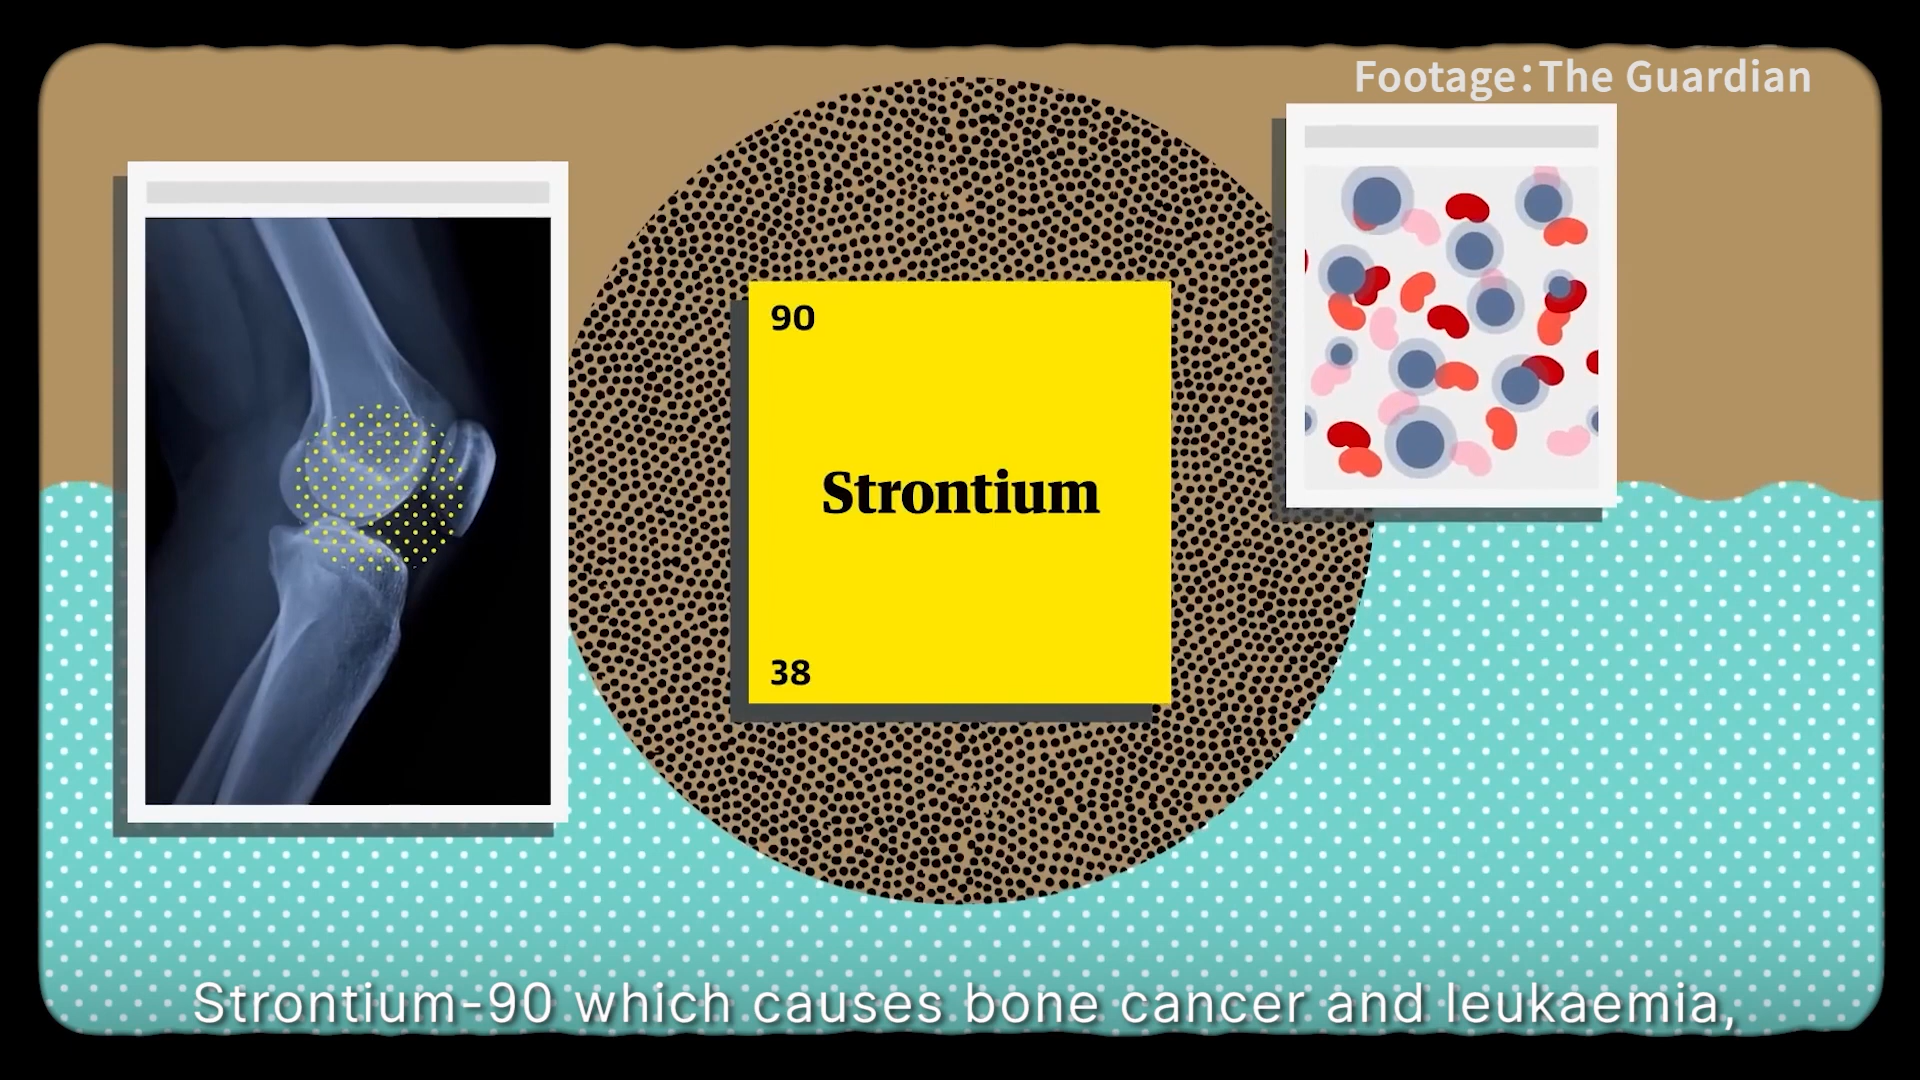 Footage:The Guardian
90
Strontium
38
Strontium-90 which causes bone cancer and leukaemia,